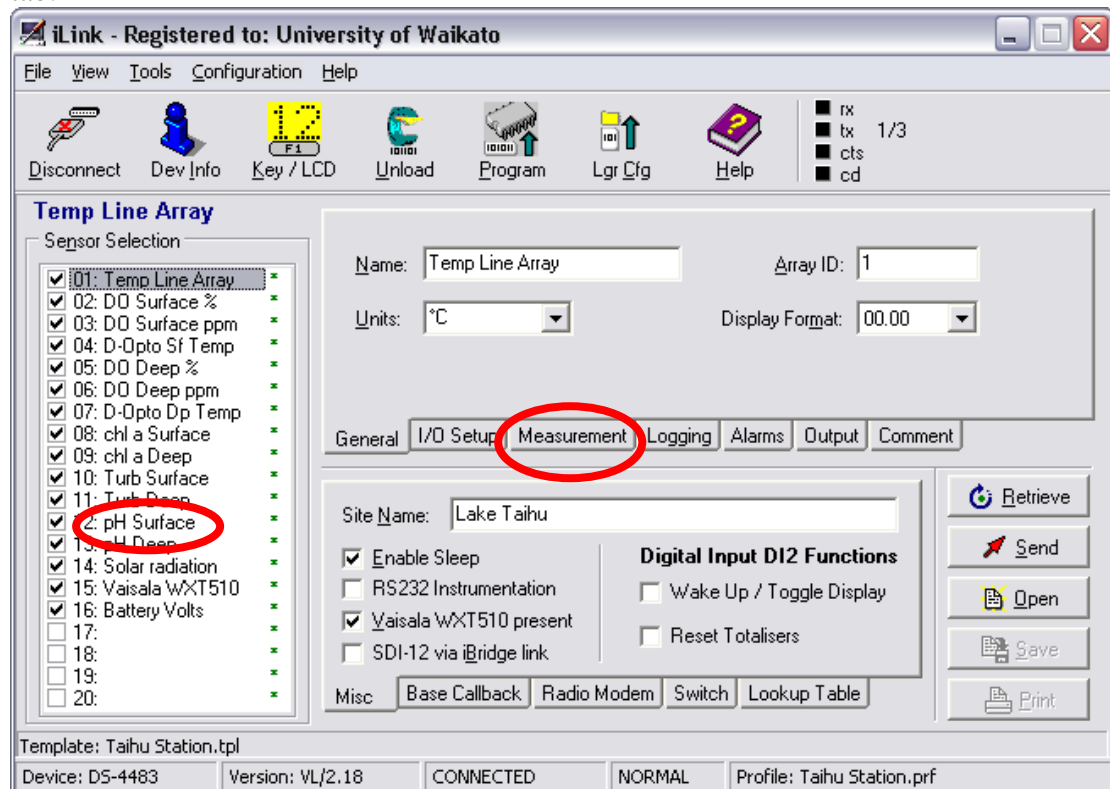 iLink - Registered to: University of Waikato
File View Tools Configuration Help
Disconnect Dev Info Key / LCD Unload Program Lgr Cfg Help
rx
tx 1/3
cts
cd
Temp Line Array
Sensor Selection
01: Temp Line Array *
02: DO Surface % *
03: DO Surface ppm *
04: D-Opto Sf Temp *
05: DO Deep % *
06: DO Deep ppm *
07: D-Opto Dp Temp *
08: chl a Surface *
09: chl a Deep *
10: Turb Surface *
11: Turb Deep *
12: pH Surface *
13: pH Deep *
14: Solar radiation *
15: Vaisala WXT510 *
16: Battery Volts *
17: *
18: *
19: *
20: *
Name: Temp Line Array
Array ID: 1
Units: °C
Display Format: 00.00
General I/O Setup Measurement Logging Alarms Output Comment
Site Name: Lake Taihu
Enable Sleep
RS232 Instrumentation
Vaisala WXT510 present
SDI-12 via iBridge link
Digital Input DI2 Functions
Wake Up / Toggle Display
Reset Totalisers
Misc Base Callback Radio Modem Switch Lookup Table
Retrieve
Send
Open
Save
Print
Template: Taihu Station.tpl
Device: DS-4483 Version: VL/2.18 CONNECTED NORMAL Profile: Taihu Station.prf